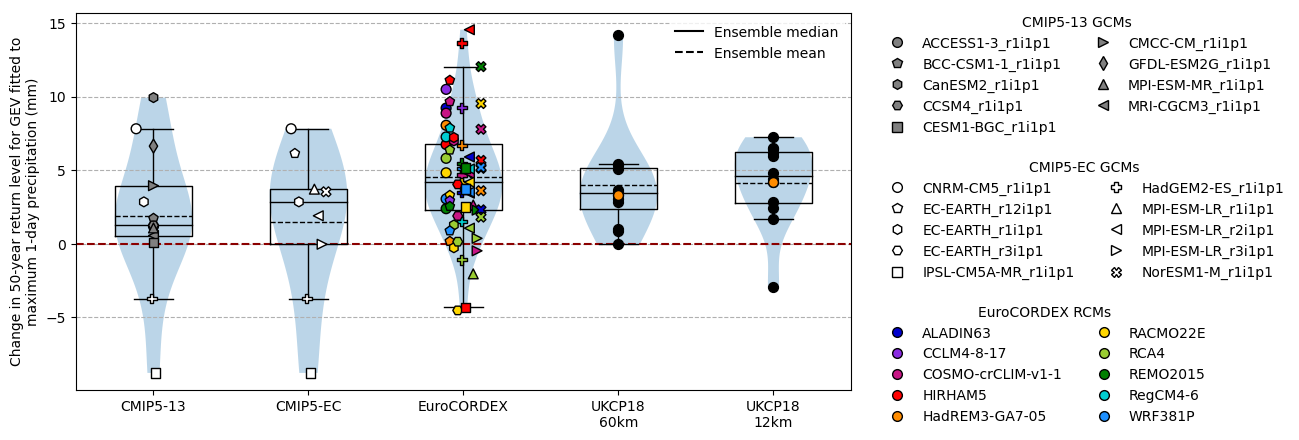 Change in 50-year return level for GEV fitted to
maximum 1-day precipitation (mm)
15
10
5
0
−5
CMIP5-13
CMIP5-EC
EuroCORDEX
UKCP18
60km
UKCP18
12km
Ensemble median
Ensemble mean
CMIP5-13 GCMs
ACCESS1-3_r1i1p1
BCC-CSM1-1_r1i1p1
CanESM2_r1i1p1
CCSM4_r1i1p1
CESM1-BGC_r1i1p1
CMCC-CM_r1i1p1
GFDL-ESM2G_r1i1p1
MPI-ESM-MR_r1i1p1
MRI-CGCM3_r1i1p1
CMIP5-EC GCMs
CNRM-CM5_r1i1p1
EC-EARTH_r12i1p1
EC-EARTH_r1i1p1
EC-EARTH_r3i1p1
IPSL-CM5A-MR_r1i1p1
HadGEM2-ES_r1i1p1
MPI-ESM-LR_r1i1p1
MPI-ESM-LR_r2i1p1
MPI-ESM-LR_r3i1p1
NorESM1-M_r1i1p1
EuroCORDEX RCMs
ALADIN63
CCLM4-8-17
COSMO-crCLIM-v1-1
HIRHAM5
HadREM3-GA7-05
RACMO22E
RCA4
REMO2015
RegCM4-6
WRF381P